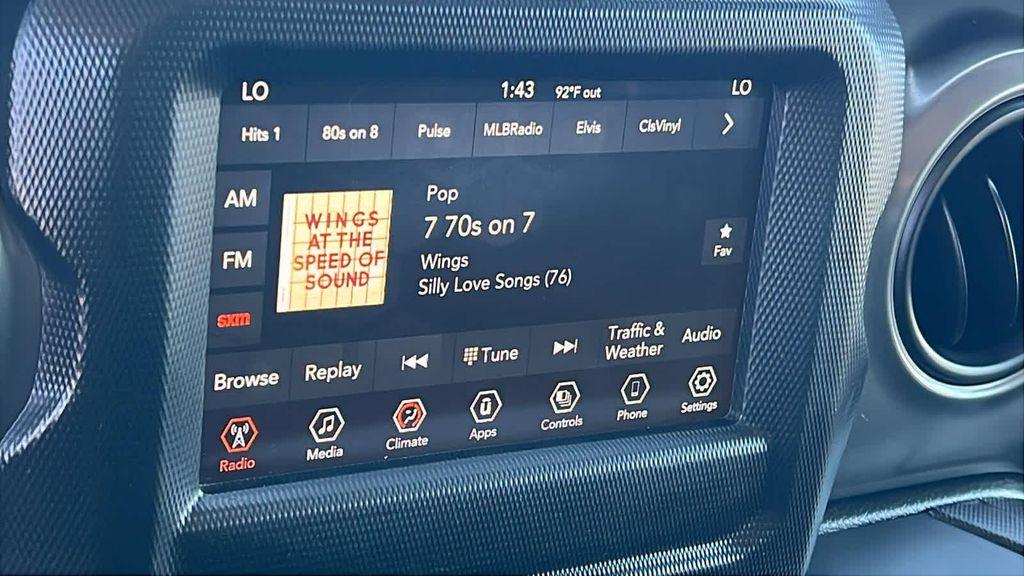 LO 1:43 92°F out LO
Hits 1 80s on 8 Pulse MLBRadio Elvis ClsVinyl
AM
FM
sxm
WINGS
AT THE
SPEED OF
SOUND
Pop
7 70s on 7
Wings
Silly Love Songs (76)
Fav
Browse Replay Tune Traffic & Weather Audio
Radio Media Climate Apps Controls Phone Settings